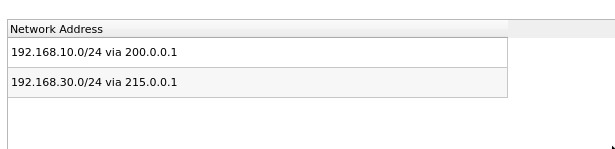 Network Address
192.168.10.0/24 via 200.0.0.1
192.168.30.0/24 via 215.0.0.1